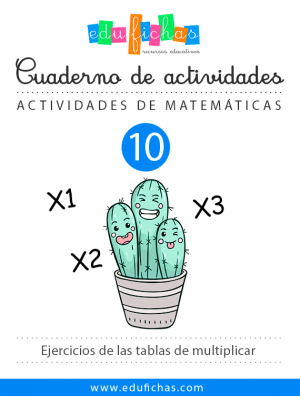 edufichas
recursos educativos
Cuaderno de actividades
ACTIVIDADES DE MATEMÁTICAS
10
X1
X3
X2
Ejercicios de las tablas de multiplicar
www.edufichas.com